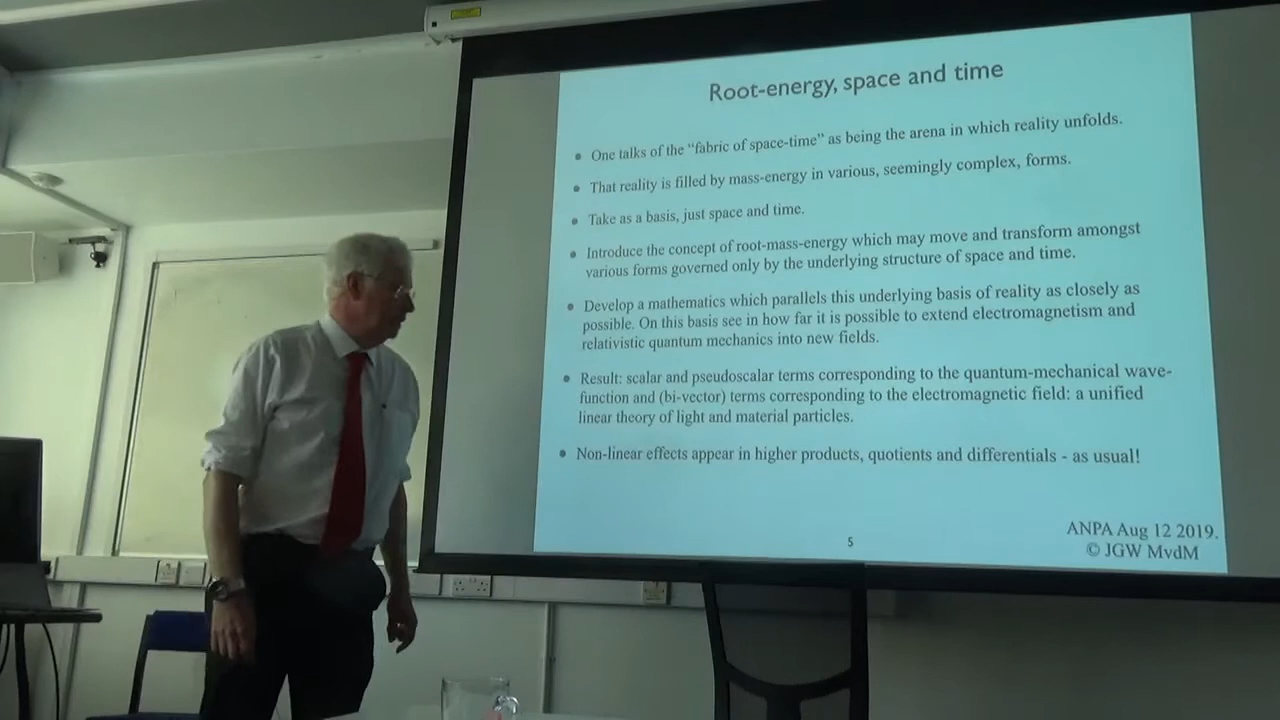 Root-energy, space and time
• One talks of the “fabric of space-time” as being the arena in which reality unfolds.
• That reality is filled by mass-energy in various, seemingly complex, forms.
• Take as a basis, just space and time.
• Introduce the concept of root-mass-energy which may move and transform amongst
various forms governed only by the underlying structure of space and time.
• Develop a mathematics which parallels this underlying basis of reality as closely as
possible. On this basis see in how far it is possible to extend electromagnetism and
relativistic quantum mechanics into new fields.
• Result: scalar and pseudoscalar terms corresponding to the quantum-mechanical wave-
function and (bi-vector) terms corresponding to the electromagnetic field: a unified
linear theory of light and material particles.
• Non-linear effects appear in higher products, quotients and differentials - as usual!
5
ANPA Aug 12 2019.
© JGW MvdM